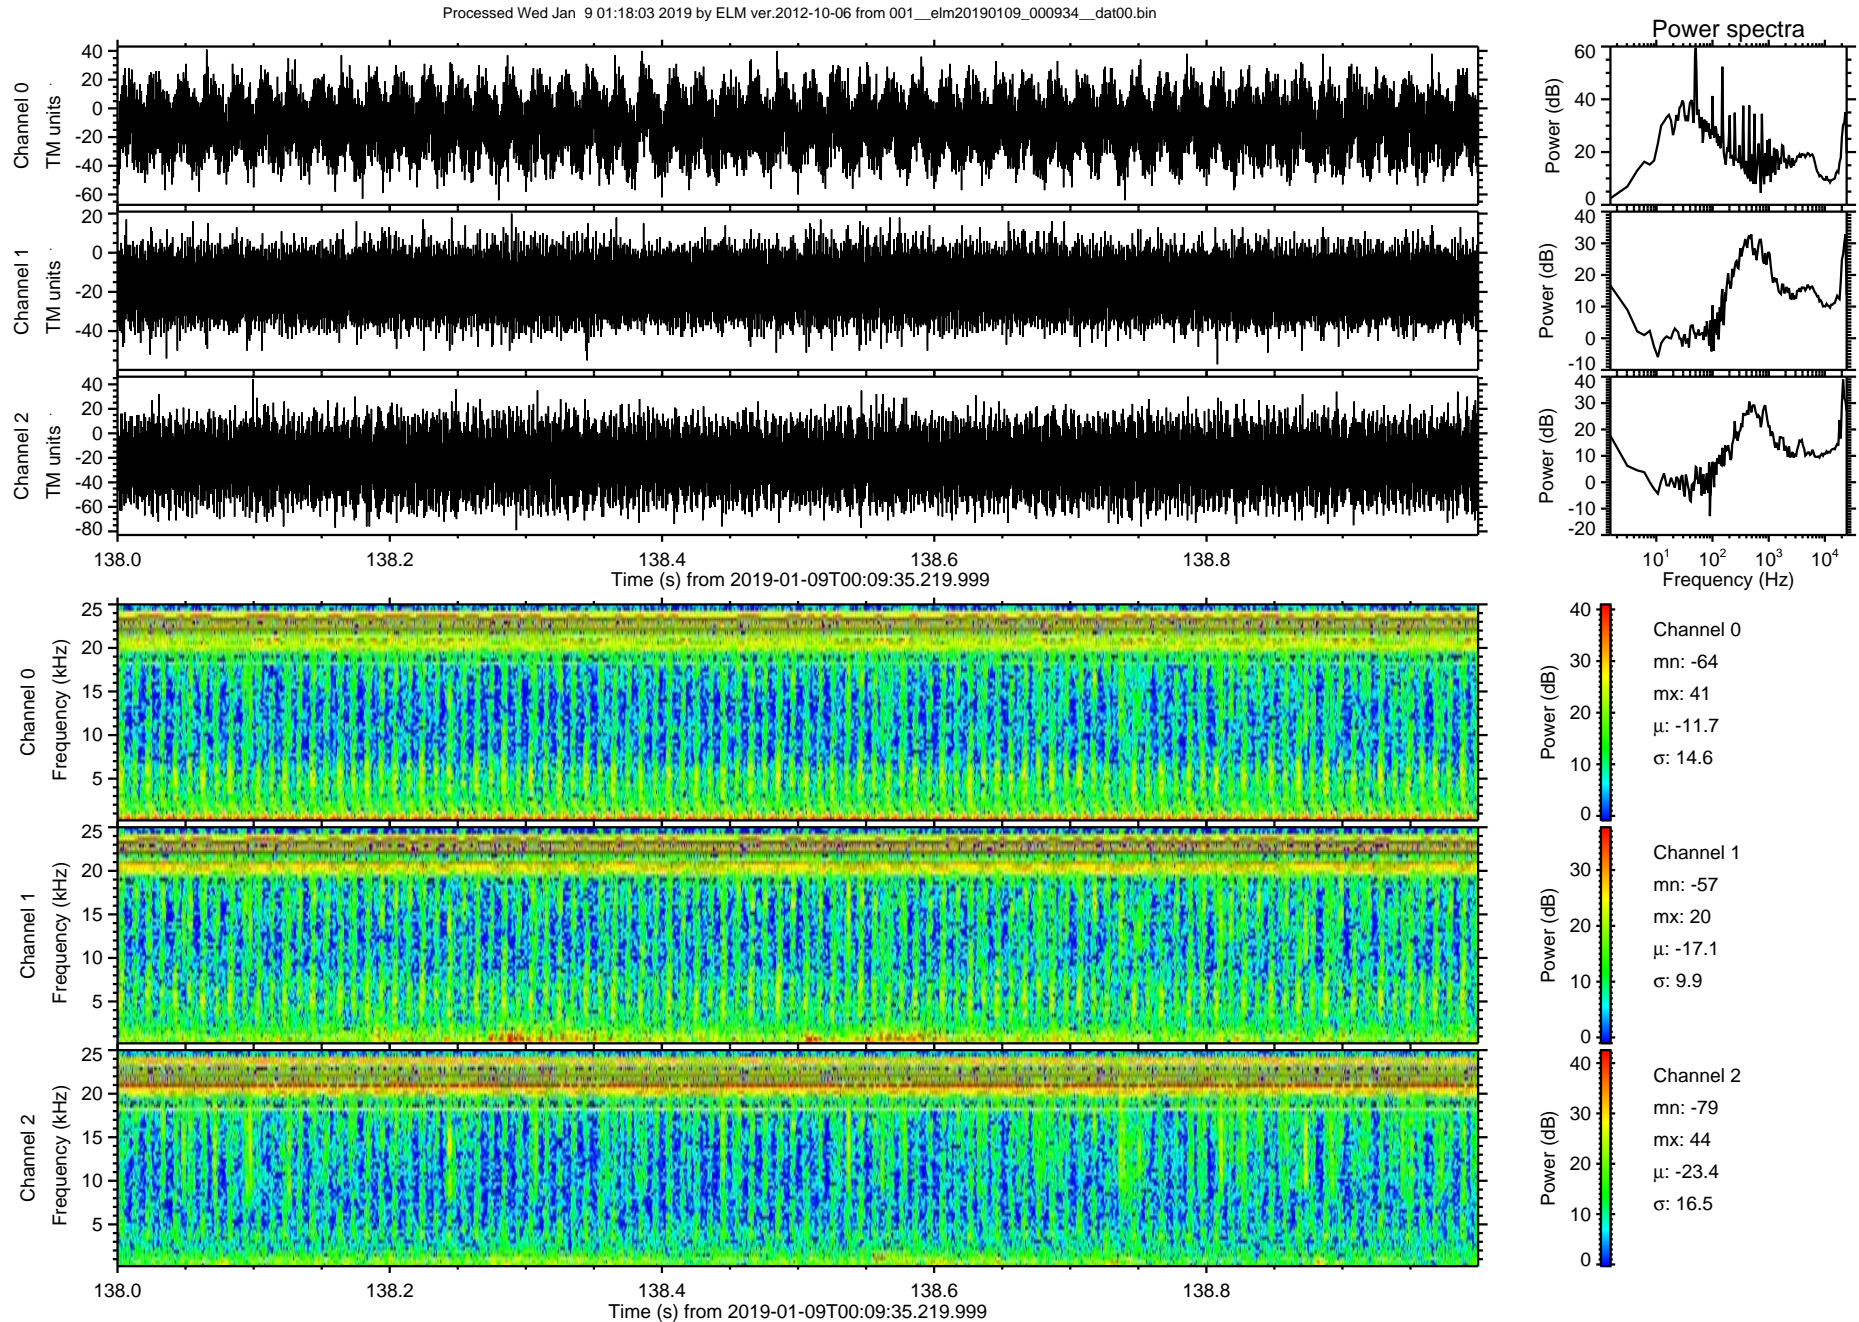 Processed Wed Jan  9 01:18:03 2019 by ELM ver.2012-10-06 from 001__elm20190109_000934__dat00.bin
Power spectra
Channel 0
TM units
40
20
0
-20
-40
-60
Power (dB)
60
40
20
0
Channel 1
TM units
20
0
-20
-40
Power (dB)
40
30
20
10
0
-10
Channel 2
TM units
40
20
0
-20
-40
-60
-80
Power (dB)
40
30
20
10
0
-10
-20
138.0 138.2 138.4 138.6 138.8
Time (s) from 2019-01-09T00:09:35.219.999
10^1 10^2 10^3 10^4
Frequency (Hz)
Channel 0
Frequency (kHz)
25
20
15
10
5
Power (dB)
40
30
20
10
0
Channel 0
mn: -64
mx: 41
μ: -11.7
σ: 14.6
Channel 1
Frequency (kHz)
25
20
15
10
5
Power (dB)
30
20
10
0
Channel 1
mn: -57
mx: 20
μ: -17.1
σ: 9.9
Channel 2
Frequency (kHz)
25
20
15
10
5
Power (dB)
40
30
20
10
0
Channel 2
mn: -79
mx: 44
μ: -23.4
σ: 16.5
138.0 138.2 138.4 138.6 138.8
Time (s) from 2019-01-09T00:09:35.219.999